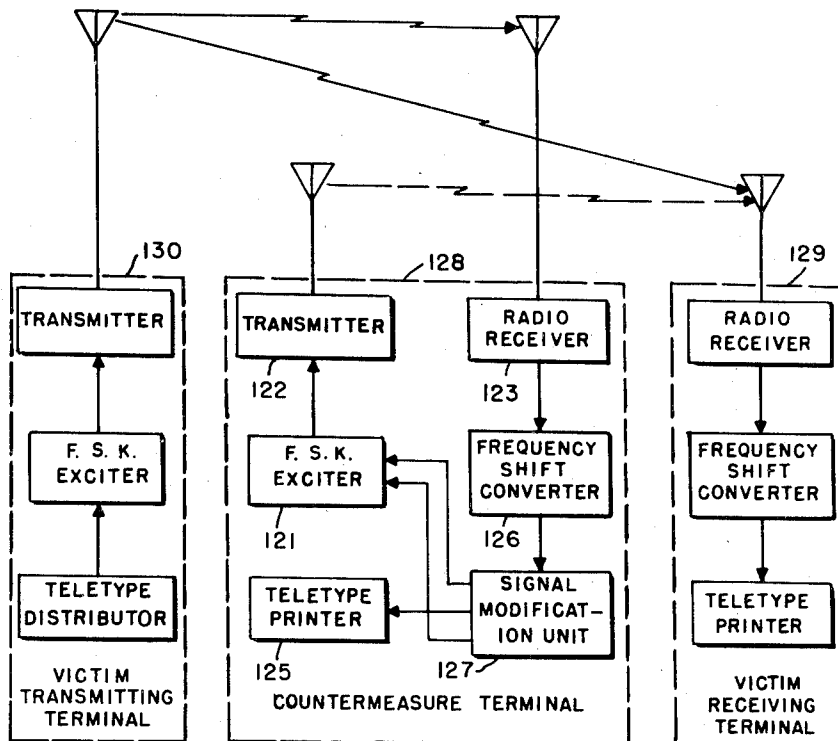 130
TRANSMITTER
F. S. K.
EXCITER
TELETYPE
DISTRIBUTOR
VICTIM
TRANSMITTING
TERMINAL
128
TRANSMITTER
122
F. S. K.
EXCITER
121
TELETYPE
PRINTER
125
RADIO
RECEIVER
123
FREQUENCY
SHIFT
CONVERTER
126
SIGNAL
MODIFICAT-
ION UNIT
127
COUNTERMEASURE TERMINAL
129
RADIO
RECEIVER
FREQUENCY
SHIFT
CONVERTER
TELETYPE
PRINTER
VICTIM
RECEIVING
TERMINAL